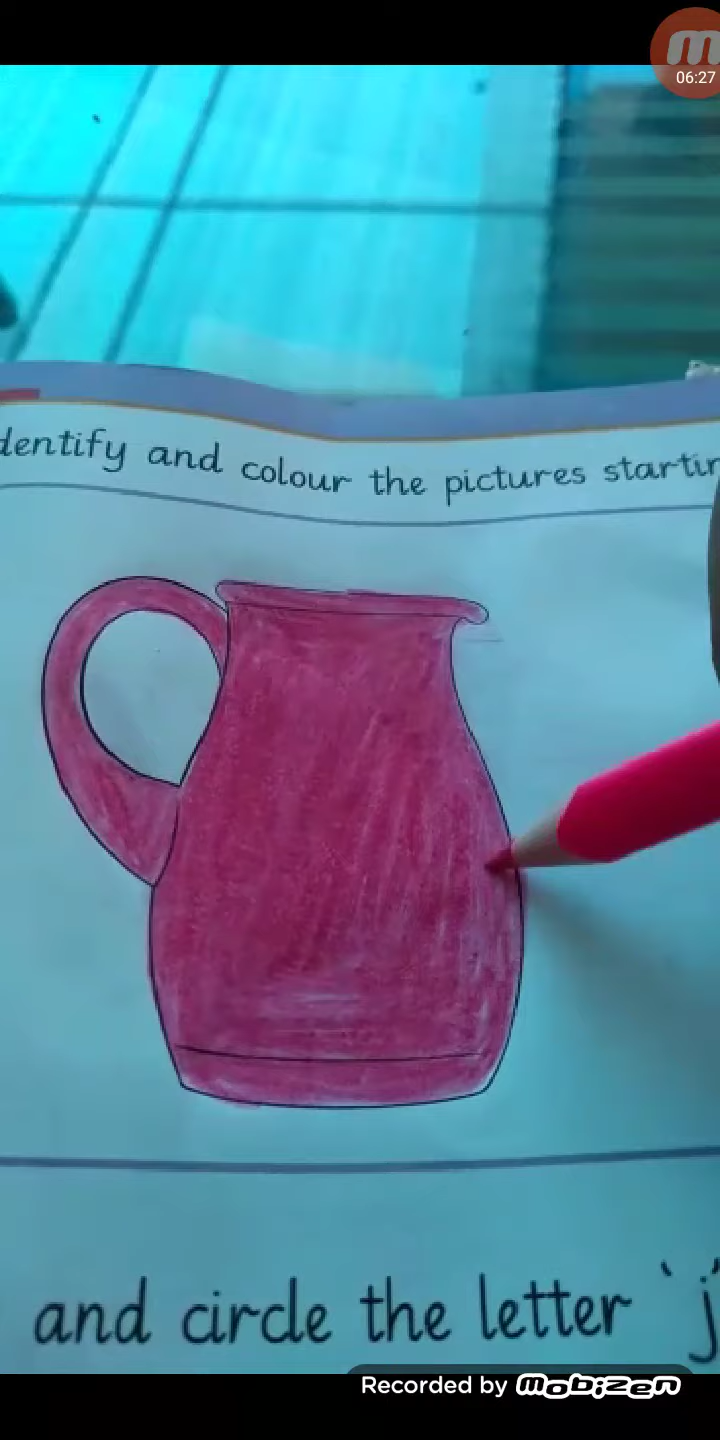 06:27
dentify and colour the pictures startin
and circle the letter 'j'
Recorded by mobizen